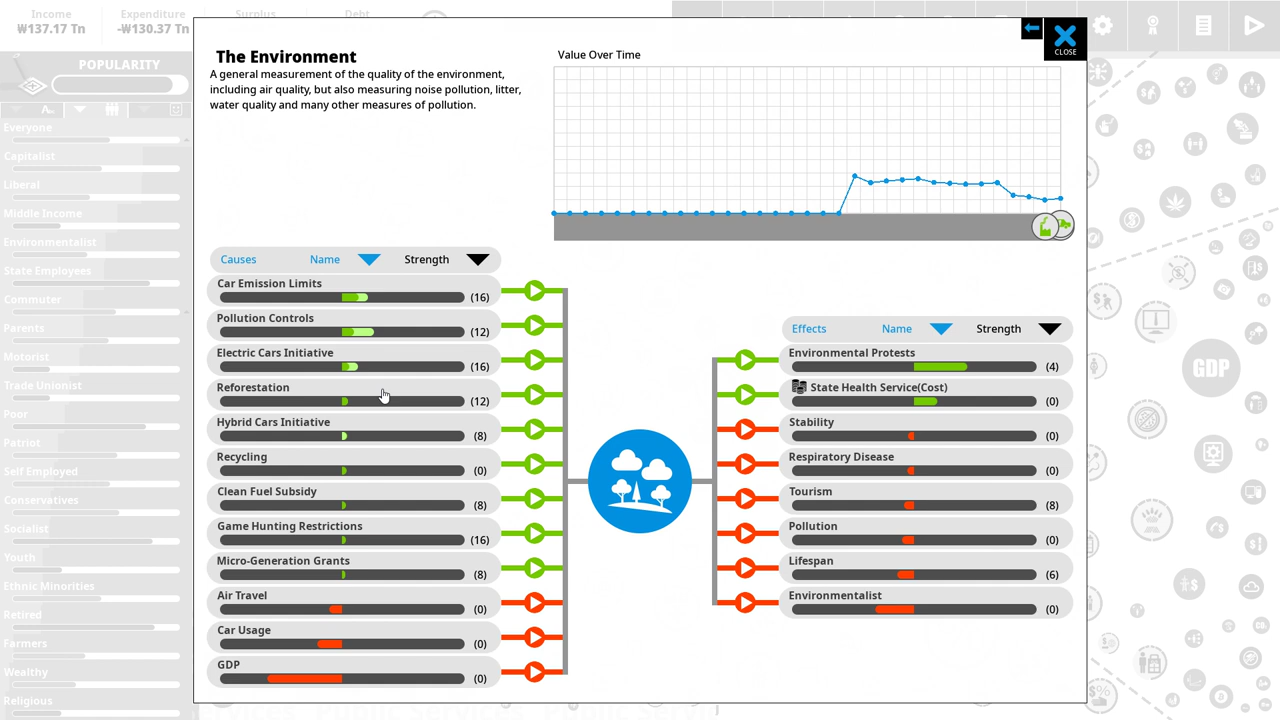 Income
Expenditure
Surplus
Debt
₩137.17 Tn
-₩130.37 Tn
POPULARITY
Everyone
Capitalist
Liberal
Middle Income
Environmentalist
State Employees
Commuter
Parents
Motorist
Trade Unionist
Poor
Patriot
Self Employed
Conservatives
Socialist
Youth
Ethnic Minorities
Retired
Farmers
Wealthy
Religious
The Environment
A general measurement of the quality of the environment,
including air quality, but also measuring noise pollution, litter,
water quality and many other measures of pollution.
Value Over Time
CLOSE
Causes
Name
Strength
Car Emission Limits
(16)
Pollution Controls
(12)
Electric Cars Initiative
(16)
Reforestation
(12)
Hybrid Cars Initiative
(8)
Recycling
(0)
Clean Fuel Subsidy
(8)
Game Hunting Restrictions
(16)
Micro-Generation Grants
(8)
Air Travel
(0)
Car Usage
(0)
GDP
(0)
Effects
Name
Strength
Environmental Protests
(4)
State Health Service(Cost)
(0)
Stability
(0)
Respiratory Disease
(0)
Tourism
(8)
Pollution
(0)
Lifespan
(6)
Environmentalist
(0)
GDP